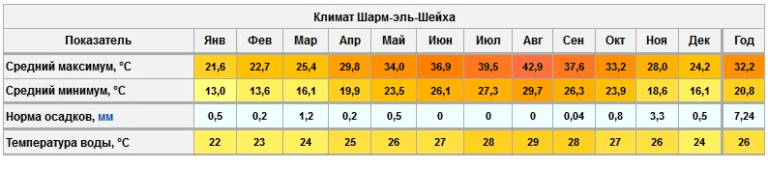 Климат Шарм-эль-Шейха
Показатель Янв Фев Мар Апр Май Июн Июл Авг Сен Окт Ноя Дек Год
Средний максимум, °C 21,6 22,7 25,4 29,8 34,0 36,9 39,5 42,9 37,6 33,2 28,0 24,2 32,2
Средний минимум, °C 13,0 13,6 16,1 19,9 23,5 26,1 27,3 29,7 26,3 23,9 18,6 16,1 20,8
Норма осадков, мм 0,5 0,2 1,2 0,2 0,5 0 0 0 0,04 0,8 3,3 0,5 7,24
Температура воды, °C 22 23 24 25 26 27 28 29 28 27 26 24 26